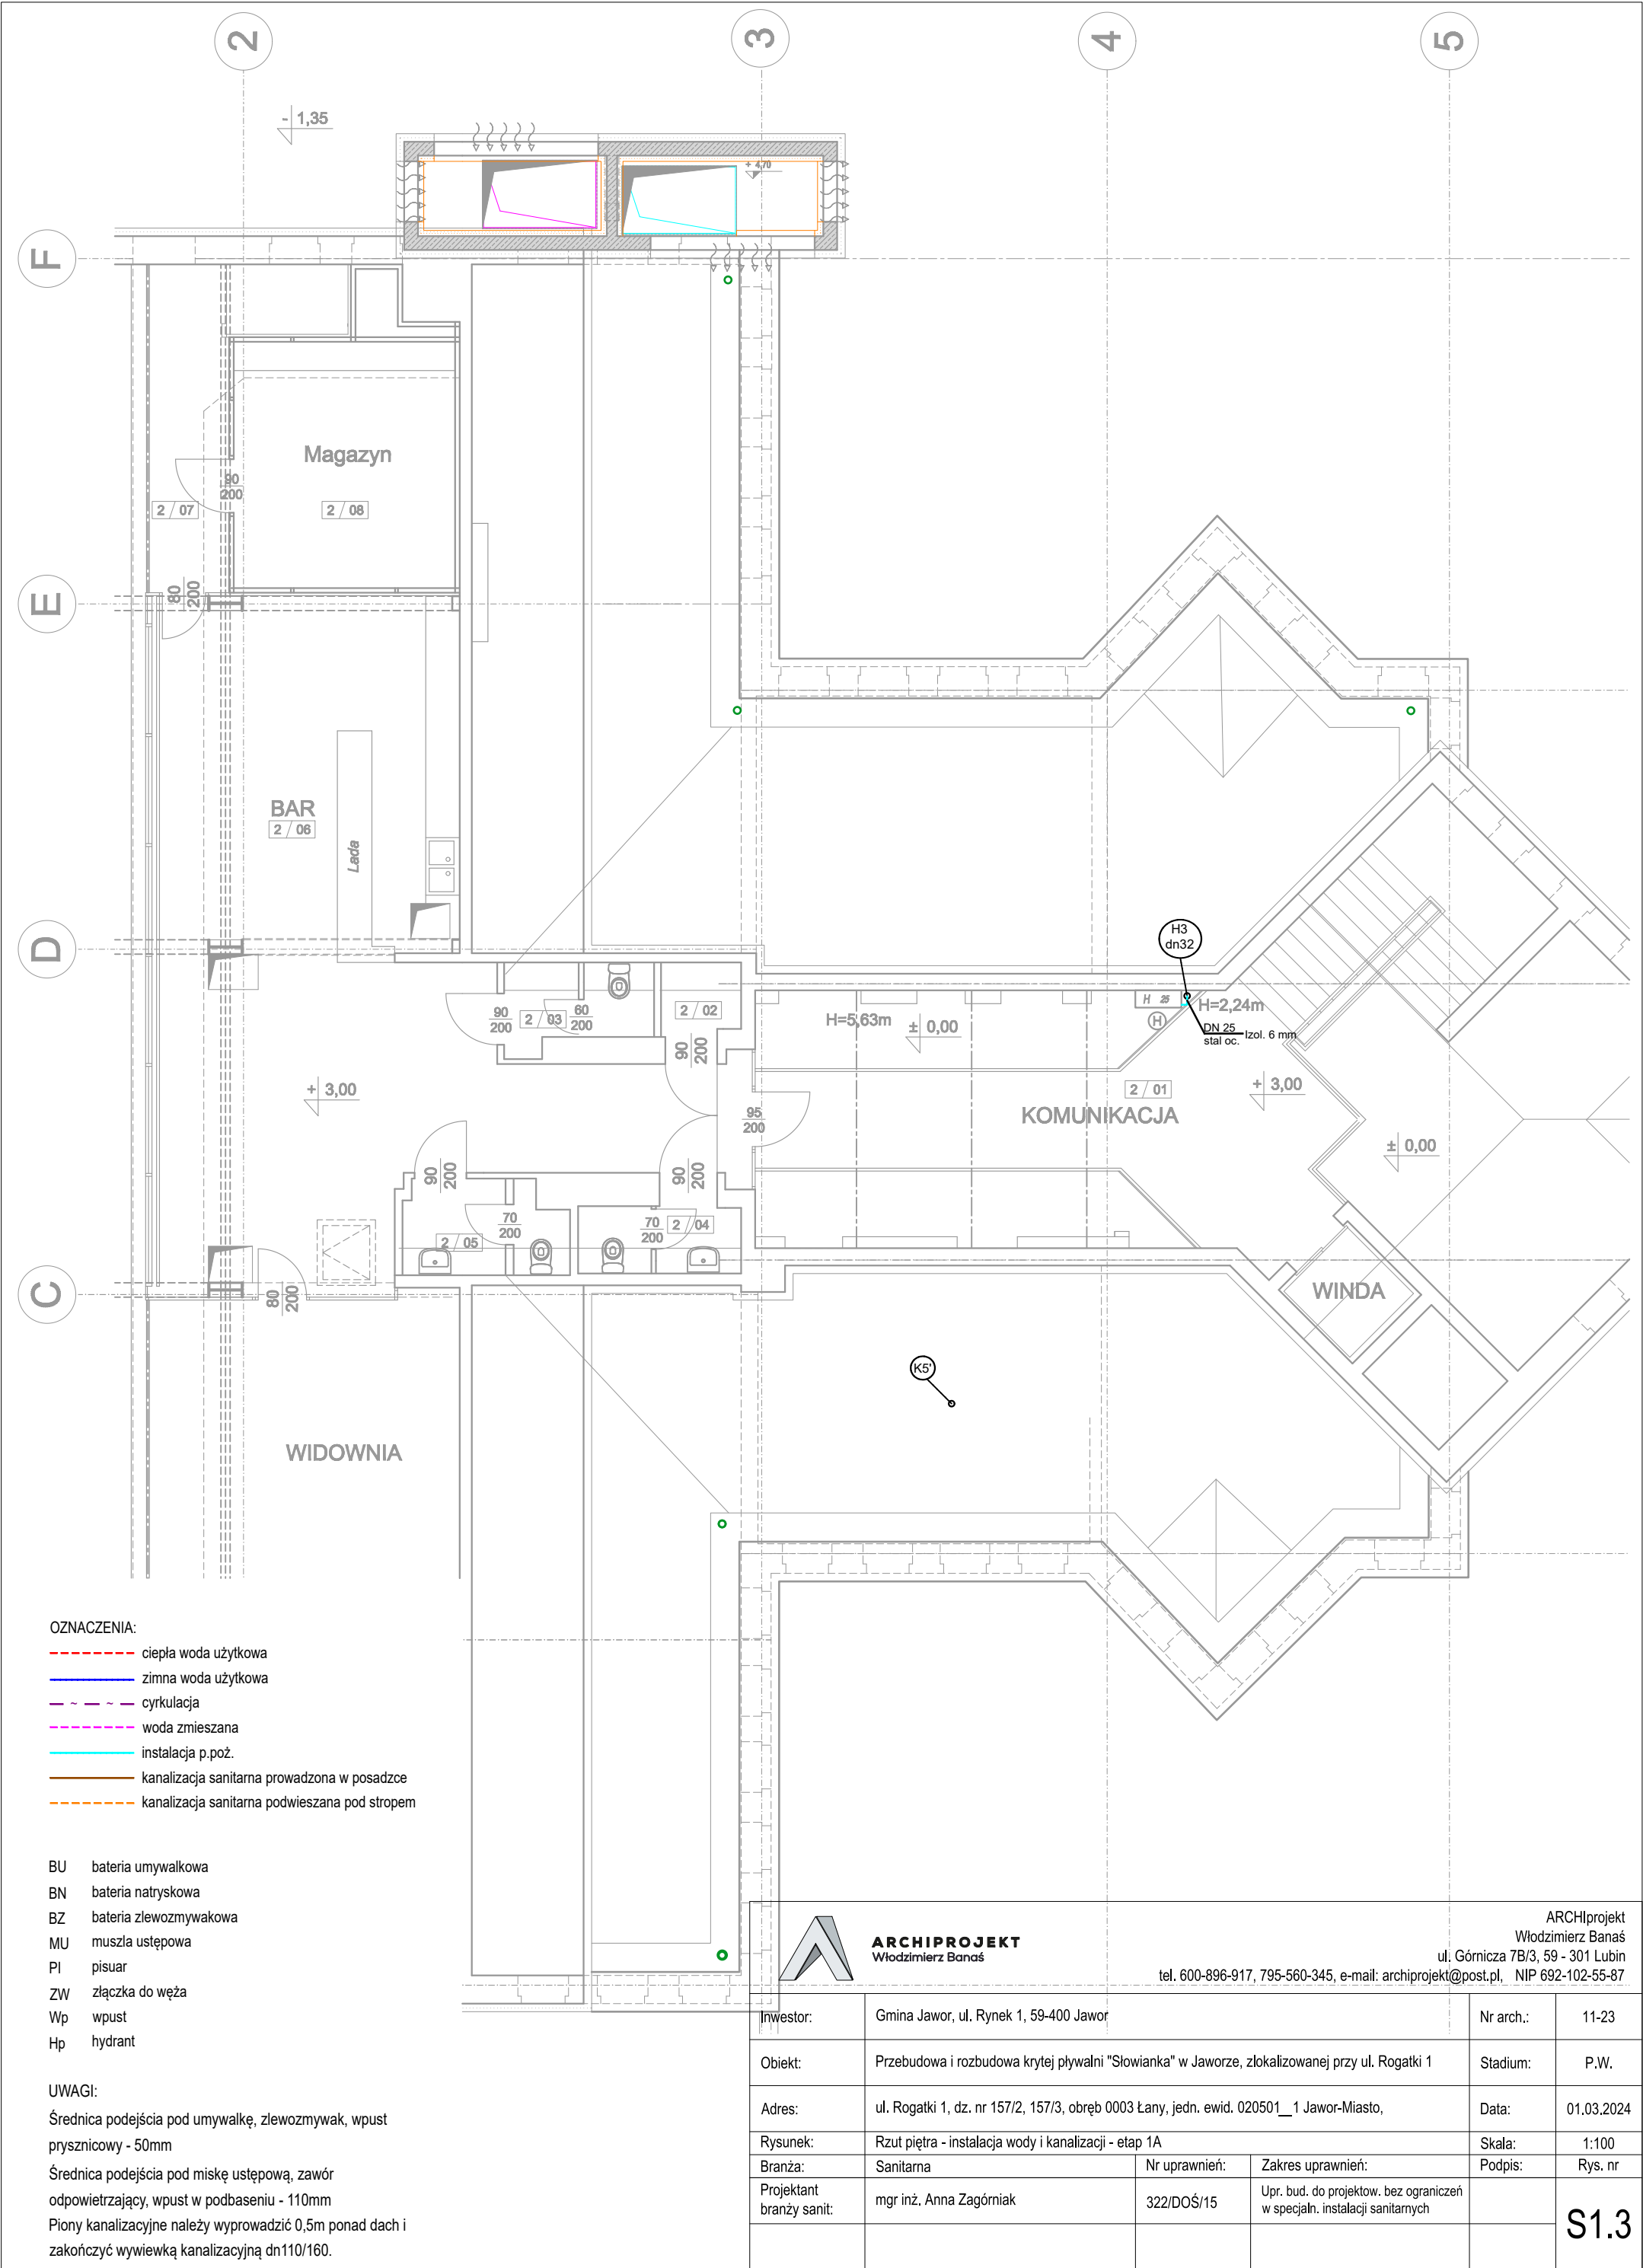 2
3
4
5
- 1,35
+ 4,70
F
E
D
C
Magazyn
90
200
2 / 07
2 / 08
80
200
BAR
2 / 06
Lada
H3
dn32
90
200
2 / 03
60
200
2 / 02
90
200
H=5,63m
± 0,00
H 25
H
H=2,24m
DN 25
stal oc.
Izol. 6 mm
+ 3,00
95
200
2 / 01
KOMUNIKACJA
+ 3,00
± 0,00
90
200
90
200
70
200
2 / 05
70
200
2 / 04
80
200
WINDA
K5'
WIDOWNIA
OZNACZENIA:
ciepła woda użytkowa
zimna woda użytkowa
~ ~ cyrkulacja
woda zmieszana
instalacja p.poż.
kanalizacja sanitarna prowadzona w posadzce
kanalizacja sanitarna podwieszana pod stropem
BU bateria umywalkowa
BN bateria natryskowa
BZ bateria zlewozmywakowa
MU muszla ustępowa
PI pisuar
ZW złączka do węża
Wp wpust
Hp hydrant
UWAGI:
Średnica podejścia pod umywalkę, zlewozmywak, wpust
prysznicowy - 50mm
Średnica podejścia pod miskę ustępową, zawór
odpowietrzający, wpust w podbaseniu - 110mm
Piony kanalizacyjne należy wyprowadzić 0,5m ponad dach i
zakończyć wywiewką kanalizacyjną dn110/160.
ARCHIPROJEKT
Włodzimierz Banaś
ARCHIprojekt
Włodzimierz Banaś
ul. Górnicza 7B/3, 59 - 301 Lubin
tel. 600-896-917, 795-560-345, e-mail: archiprojekt@post.pl, NIP 692-102-55-87
Inwestor: Gmina Jawor, ul. Rynek 1, 59-400 Jawor Nr arch.: 11-23
Obiekt: Przebudowa i rozbudowa krytej pływalni "Słowianka" w Jaworze, zlokalizowanej przy ul. Rogatki 1 Stadium: P.W.
Adres: ul. Rogatki 1, dz. nr 157/2, 157/3, obręb 0003 Łany, jedn. ewid. 020501__1 Jawor-Miasto, Data: 01.03.2024
Rysunek: Rzut piętra - instalacja wody i kanalizacji - etap 1A Skala: 1:100
Branża: Sanitarna Nr uprawnień: Zakres uprawnień: Podpis: Rys. nr
Projektant
branży sanit:
mgr inż. Anna Zagórniak
322/DOŚ/15
Upr. bud. do projektow. bez ograniczeń
w specjaln. instalacji sanitarnych
S1.3